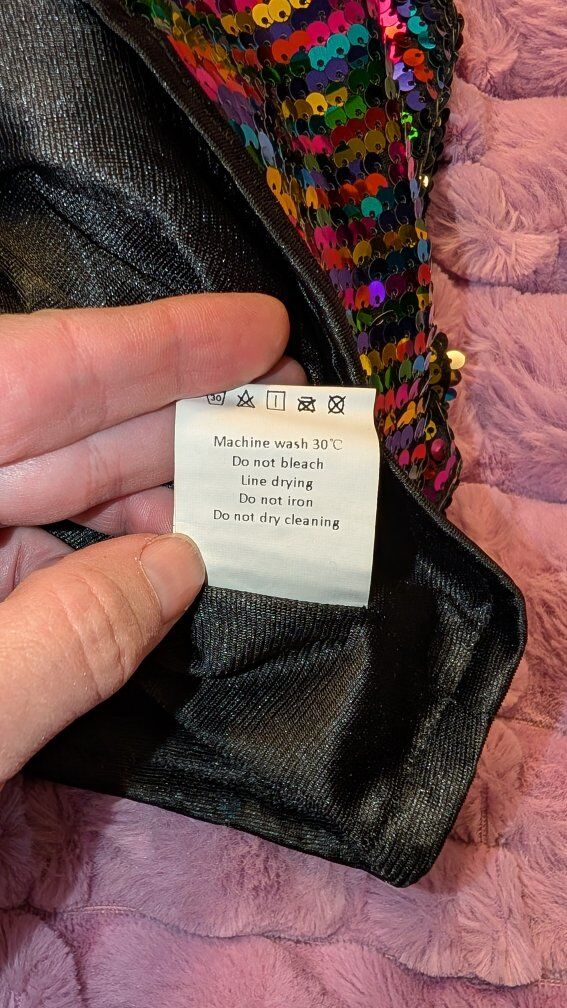 30
Machine wash 30℃
Do not bleach
Line drying
Do not iron
Do not dry cleaning